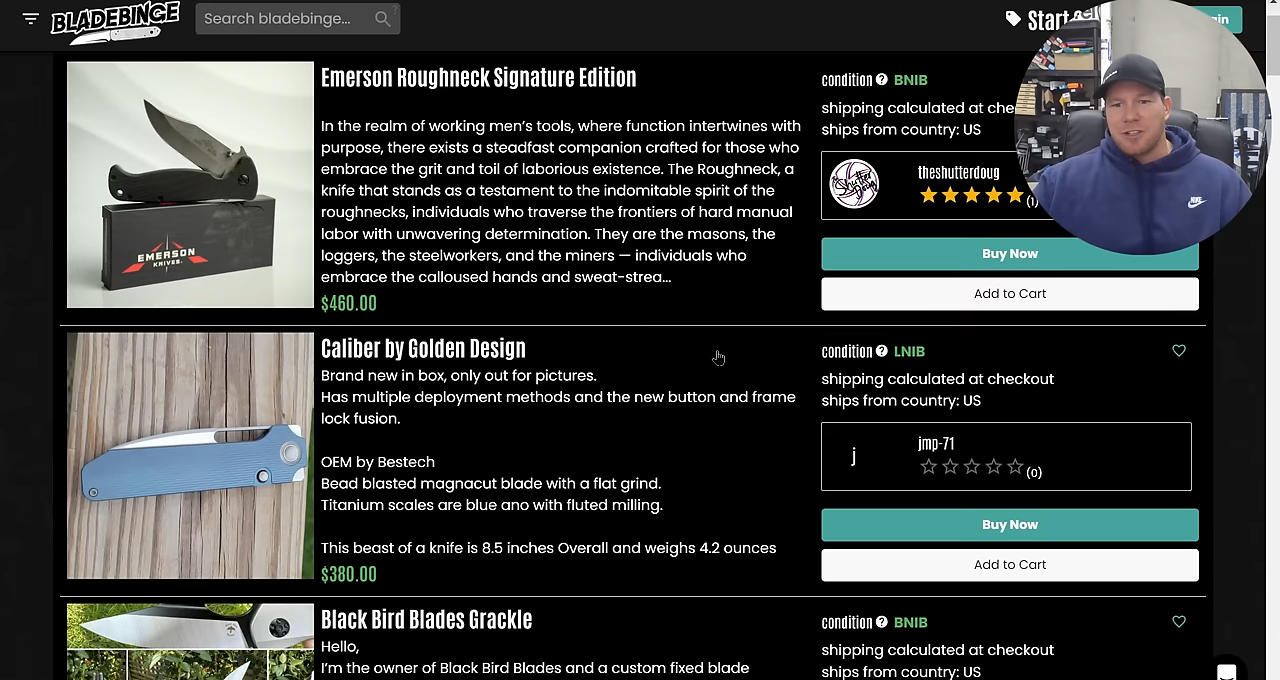 BLADEBINGE
Search bladebinge...
Start
in
Emerson Roughneck Signature Edition
In the realm of working men's tools, where function intertwines with
purpose, there exists a steadfast companion crafted for those who
embrace the grit and toil of laborious existence. The Roughneck, a
knife that stands as a testament to the indomitable spirit of the
roughnecks, individuals who traverse the frontiers of hard manual
labor with unwavering determination. They are the masons, the
loggers, the steelworkers, and the miners — individuals who
embrace the calloused hands and sweat-strea...
$460.00
EMERSON
KNIVES
condition ? BNIB
shipping calculated at che
ships from country: US
theshutterdoug
(1)
Buy Now
Add to Cart
Caliber by Golden Design
Brand new in box, only out for pictures.
Has multiple deployment methods and the new button and frame
lock fusion.
OEM by Bestech
Bead blasted magnacut blade with a flat grind.
Titanium scales are blue ano with fluted milling.
This beast of a knife is 8.5 inches Overall and weighs 4.2 ounces
$380.00
condition ? LNIB
shipping calculated at checkout
ships from country: US
j
jmp-71
(0)
Buy Now
Add to Cart
Black Bird Blades Grackle
Hello,
I'm the owner of Black Bird Blades and a custom fixed blade
condition ? BNIB
shipping calculated at checkout
ships from country: US